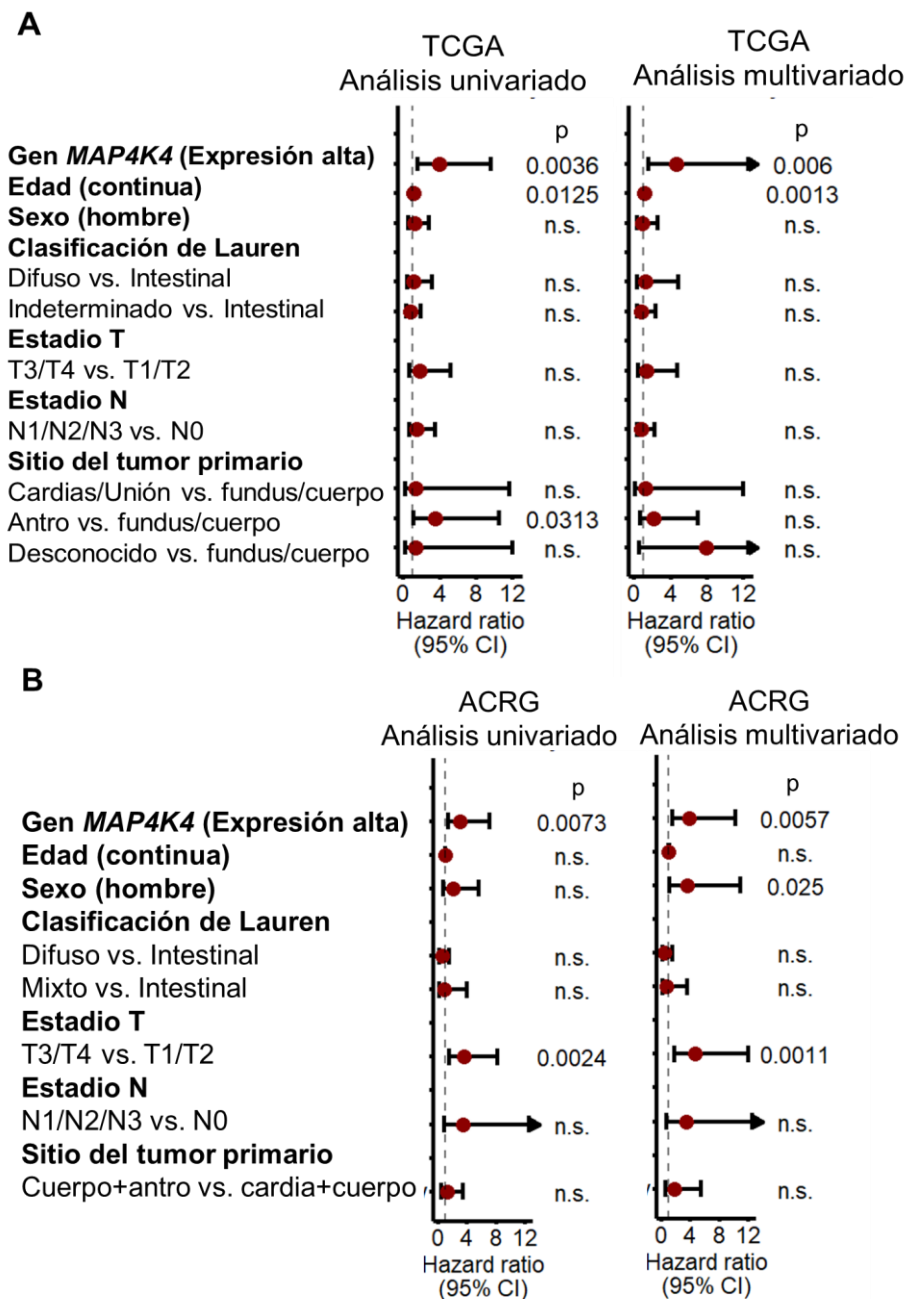 A
TCGA
Análisis univariado
TCGA
Análisis multivariado
p
p
Gen MAP4K4 (Expresión alta) 0.0036 0.006
Edad (continua) 0.0125 0.0013
Sexo (hombre) n.s. n.s.
Clasificación de Lauren
Difuso vs. Intestinal n.s. n.s.
Indeterminado vs. Intestinal n.s. n.s.
Estadio T
T3/T4 vs. T1/T2 n.s. n.s.
Estadio N
N1/N2/N3 vs. N0 n.s. n.s.
Sitio del tumor primario
Cardias/Unión vs. fundus/cuerpo n.s. n.s.
Antro vs. fundus/cuerpo 0.0313 n.s.
Desconocido vs. fundus/cuerpo n.s. n.s.
0 4 8 12
Hazard ratio
(95% CI)
0 4 8 12
Hazard ratio
(95% CI)
B
ACRG
Análisis univariado
ACRG
Análisis multivariado
p
p
Gen MAP4K4 (Expresión alta) 0.0073 0.0057
Edad (continua) n.s. n.s.
Sexo (hombre) n.s. 0.025
Clasificación de Lauren
Difuso vs. Intestinal n.s. n.s.
Mixto vs. Intestinal n.s. n.s.
Estadio T
T3/T4 vs. T1/T2 0.0024 0.0011
Estadio N
N1/N2/N3 vs. N0 n.s. n.s.
Sitio del tumor primario
Cuerpo+antro vs. cardia+cuerpo n.s. n.s.
0 4 8 12
Hazard ratio
(95% CI)
0 4 8 12
Hazard ratio
(95% CI)